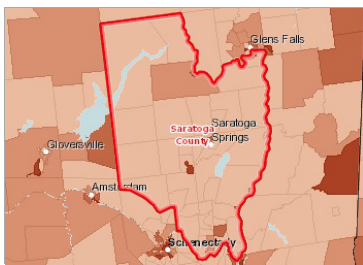 Glens Falls
Saratoga
Springs
Saratoga
County
Gloversville
Amsterdam
Schenectady